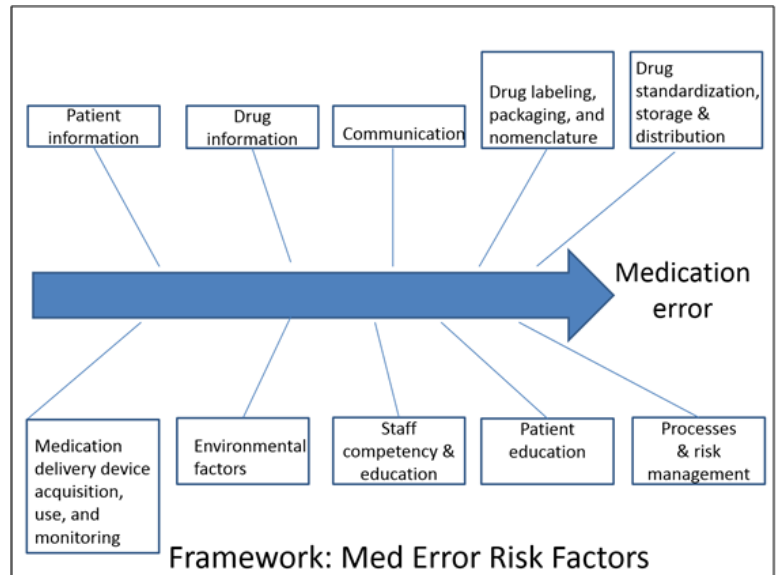 Patient
information
Drug
information
Communication
Drug labeling,
packaging, and
nomenclature
Drug
standardization,
storage &
distribution
Medication
error
Medication
delivery device
acquisition,
use, and
monitoring
Environmental
factors
Staff
competency &
education
Patient
education
Processes
& risk
management
Framework: Med Error Risk Factors